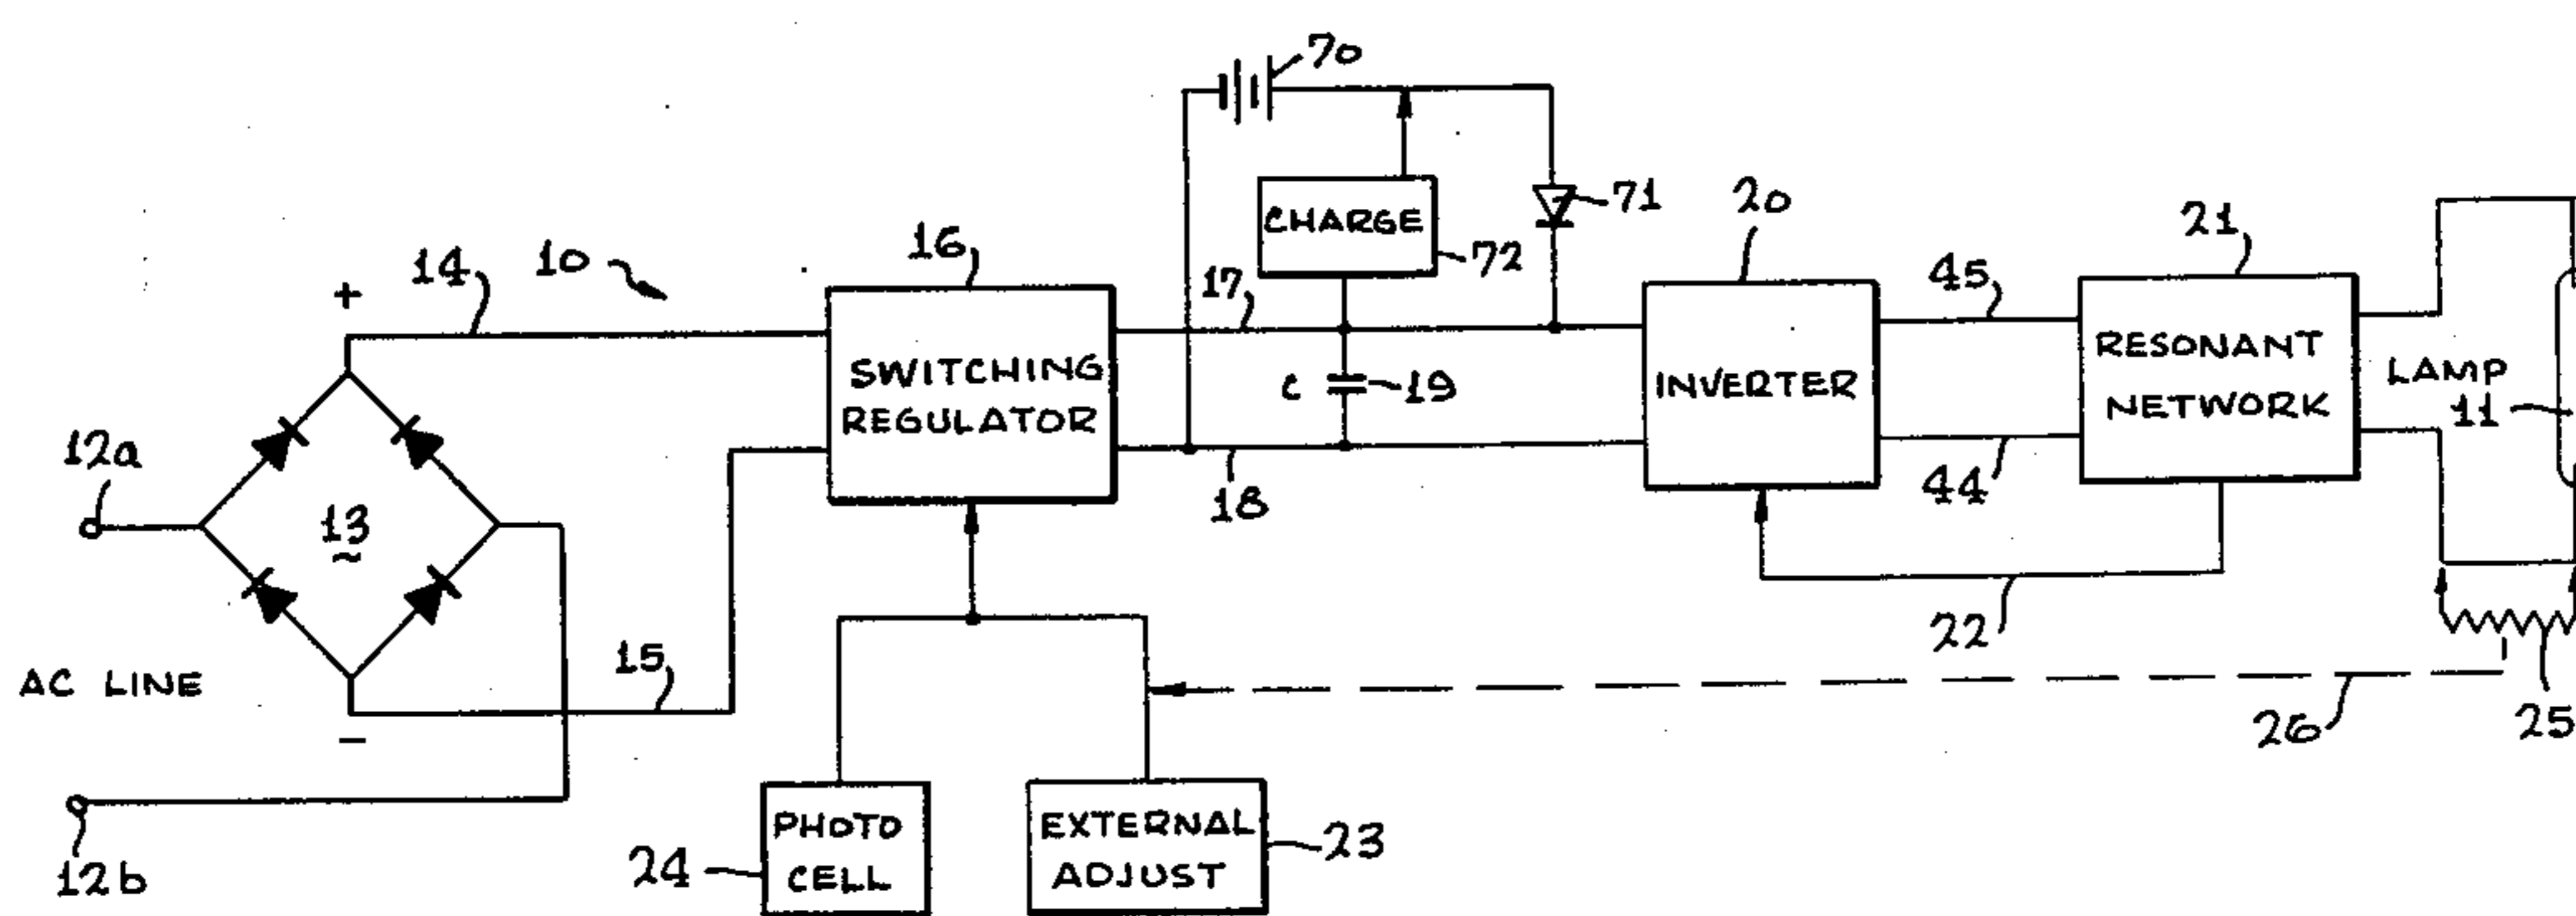 70
CHARGE
72
71
20
21
16
17
14
10
+
45
SWITCHING
REGULATOR
C
19
INVERTER
RESONANT
NETWORK
LAMP
11
12a
13
18
44
22
15
AC LINE
−
26
25
12b
24
PHOTO
CELL
EXTERNAL
ADJUST
23